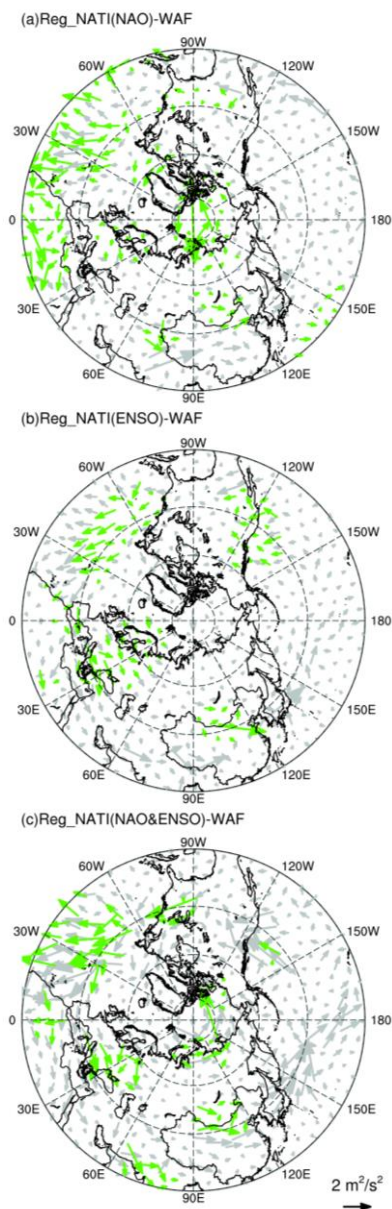 (a)Reg_NATI(NAO)-WAF
90W
60W
120W
30W
150W
0
180
30E
150E
60E
120E
90E
(b)Reg_NATI(ENSO)-WAF
90W
60W
120W
30W
150W
0
180
30E
150E
60E
120E
90E
(c)Reg_NATI(NAO&ENSO)-WAF
90W
60W
120W
30W
150W
0
180
30E
150E
60E
120E
90E
2 m²/s²